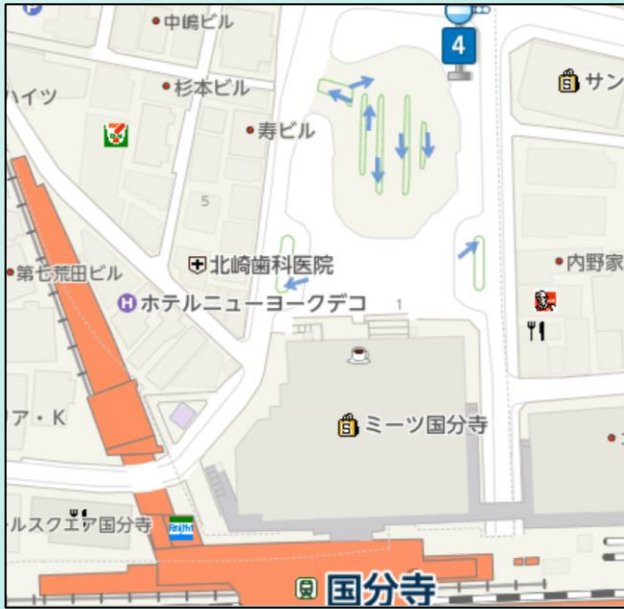 中嶋ビル
4
杉本ビル
サン
ハイツ
寿ビル
5
北崎歯科医院
内野家
第七荒田ビル
ホテルニューヨークデコ
1
ミーツ国分寺
ア・K
ールスクエア国分寺
国分寺